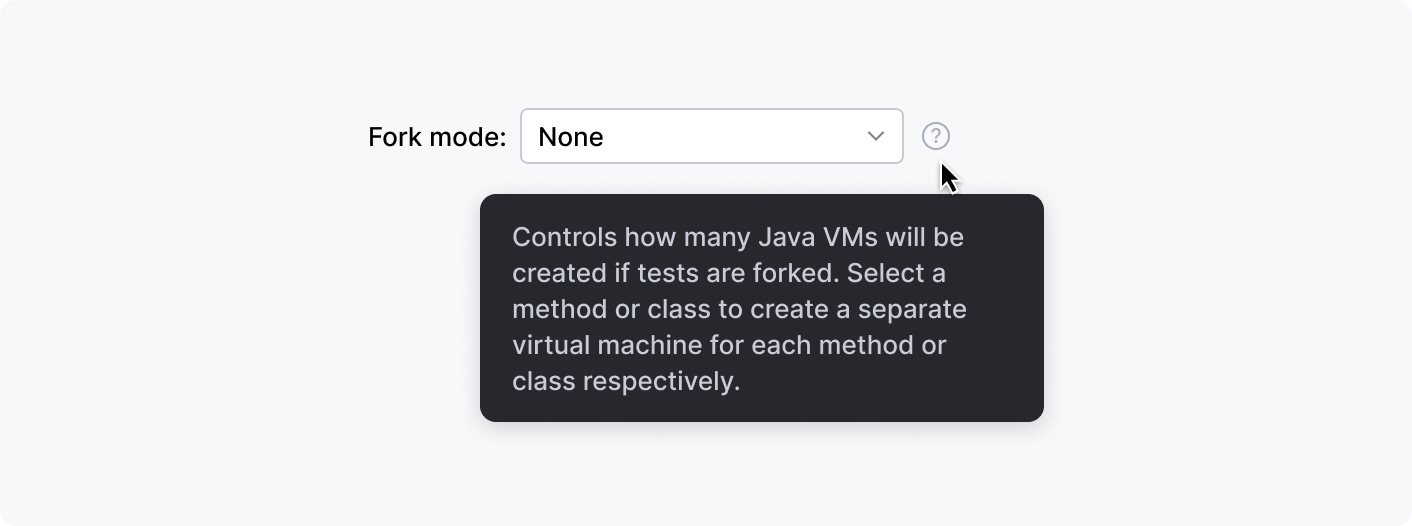 Fork mode: None ?
Controls how many Java VMs will be
created if tests are forked. Select a
method or class to create a separate
virtual machine for each method or
class respectively.